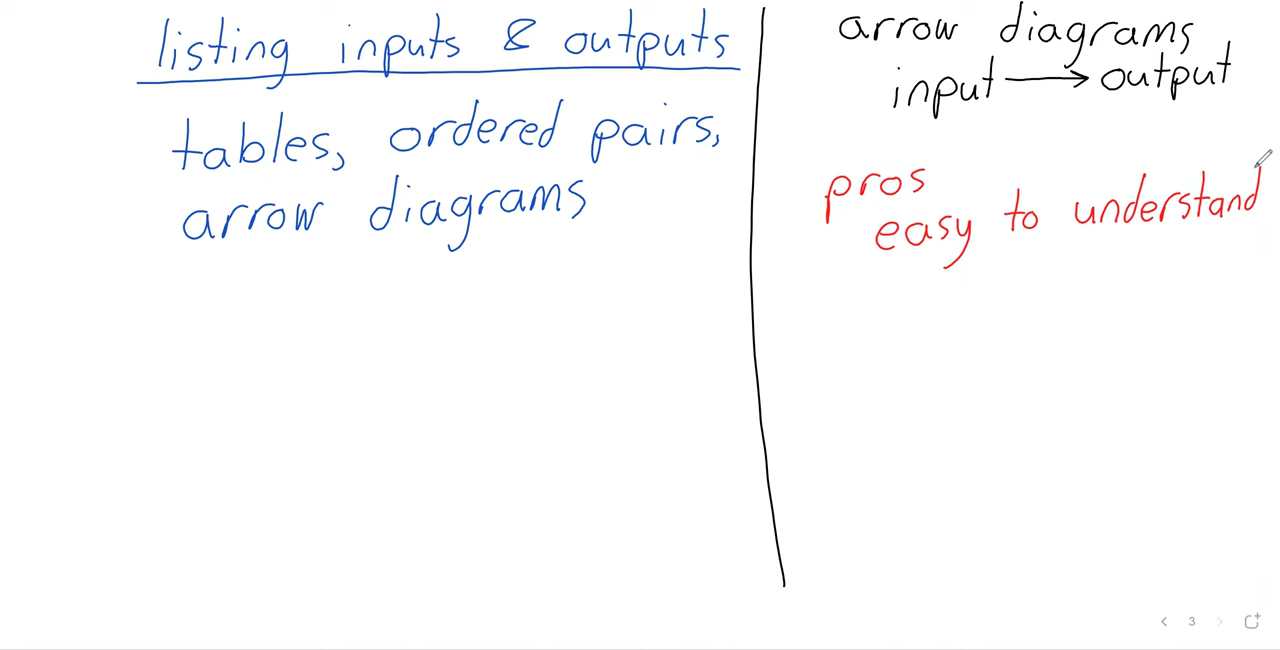 listing inputs & outputs
tables, ordered pairs,
arrow diagrams
arrow diagrams
input → output
pros
easy to understand
3